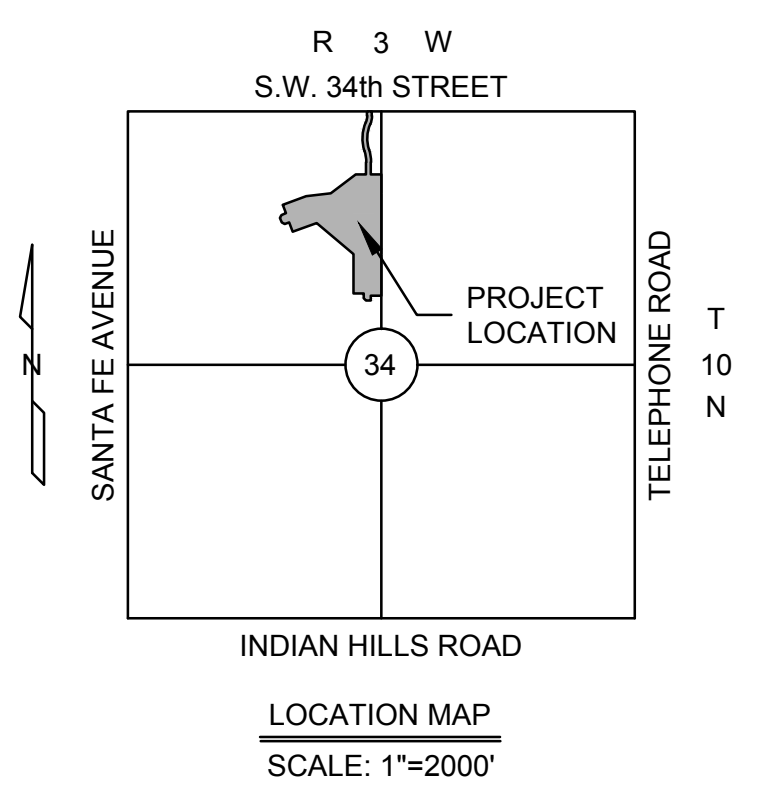 R 3 W
S.W. 34th STREET
SANTA FE AVENUE
N
PROJECT
LOCATION
34
TELEPHONE ROAD
T
10
N
INDIAN HILLS ROAD
LOCATION MAP
SCALE: 1"=2000'